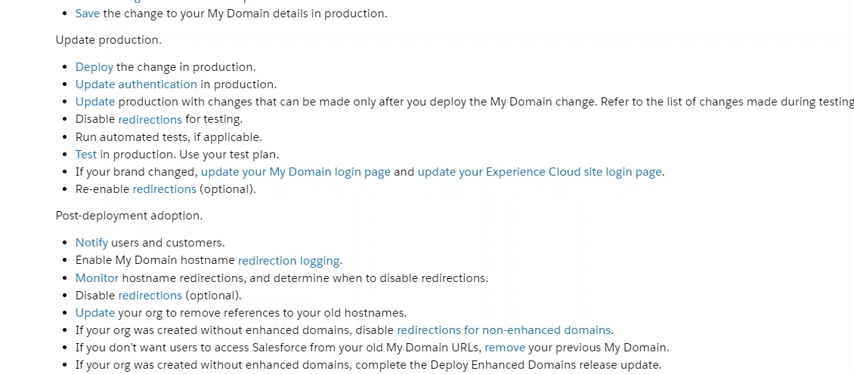 • Save the change to your My Domain details in production.
Update production.
• Deploy the change in production.
• Update authentication in production.
• Update production with changes that can be made only after you deploy the My Domain change. Refer to the list of changes made during testing
• Disable redirections for testing.
• Run automated tests, if applicable.
• Test in production. Use your test plan.
• If your brand changed, update your My Domain login page and update your Experience Cloud site login page.
• Re-enable redirections (optional).
Post-deployment adoption.
• Notify users and customers.
• Enable My Domain hostname redirection logging.
• Monitor hostname redirections, and determine when to disable redirections.
• Disable redirections (optional).
• Update your org to remove references to your old hostnames.
• If your org was created without enhanced domains, disable redirections for non-enhanced domains.
• If you don't want users to access Salesforce from your old My Domain URLs, remove your previous My Domain.
• If your org was created without enhanced domains, complete the Deploy Enhanced Domains release update.